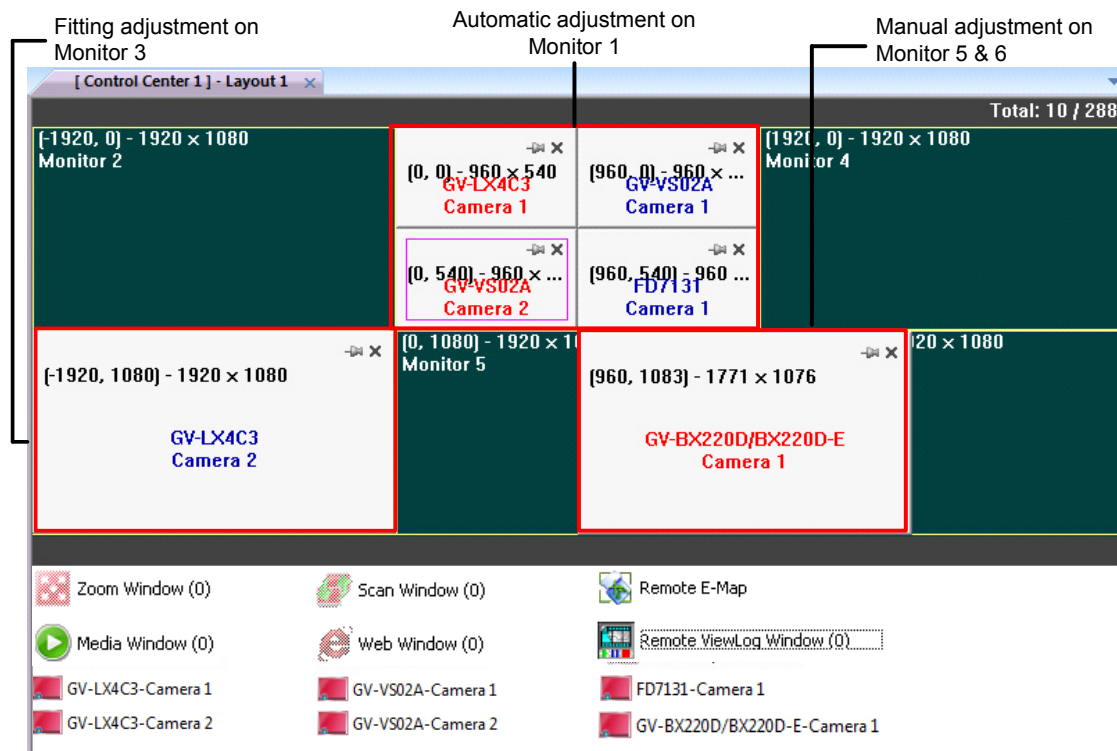 Fitting adjustment on
Monitor 3
Automatic adjustment on
Monitor 1
Manual adjustment on
Monitor 5 & 6
[ Control Center 1 ] - Layout 1
Total: 10 / 288
(-1920, 0) - 1920 x 1080
Monitor 2
(0, 0) - 960 x 540
GV-LX4C3
Camera 1
(960, 0) - 960 x ...
GV-VS02A
Camera 1
(1920, 0) - 1920 x 1080
Monitor 4
(0, 540) - 960 x ...
GV-VS02A
Camera 2
(960, 540) - 960 ...
FD7131
Camera 1
(-1920, 1080) - 1920 x 1080
GV-LX4C3
Camera 2
(0, 1080) - 1920 x 1
Monitor 5
(960, 1083) - 1771 x 1076
GV-BX220D/BX220D-E
Camera 1
20 x 1080
Zoom Window (0)
Scan Window (0)
Remote E-Map
Media Window (0)
Web Window (0)
Remote ViewLog Window (0)
GV-LX4C3-Camera 1
GV-VS02A-Camera 1
FD7131-Camera 1
GV-LX4C3-Camera 2
GV-VS02A-Camera 2
GV-BX220D/BX220D-E-Camera 1